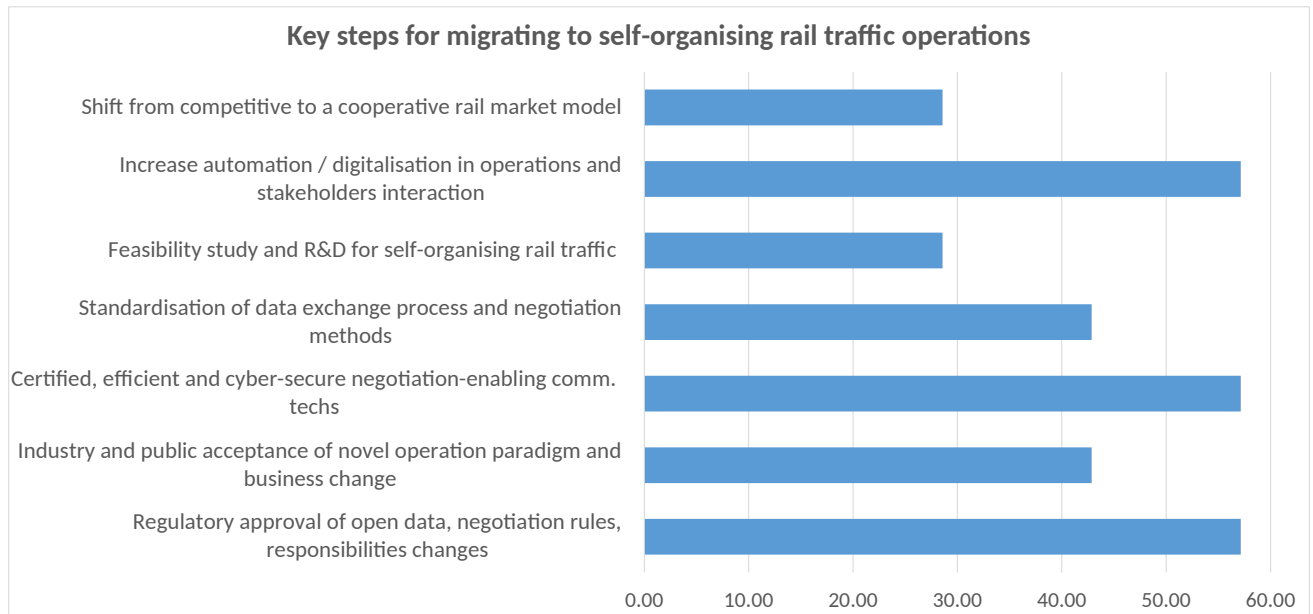 Key steps for migrating to self-organising rail traffic operations
Shift from competitive to a cooperative rail market model
Increase automation / digitalisation in operations and
stakeholders interaction
Feasibility study and R&D for self-organising rail traffic
Standardisation of data exchange process and negotiation
methods
Certified, efficient and cyber-secure negotiation-enabling comm.
techs
Industry and public acceptance of novel operation paradigm and
business change
Regulatory approval of open data, negotiation rules,
responsibilities changes
0.00 10.00 20.00 30.00 40.00 50.00 60.00